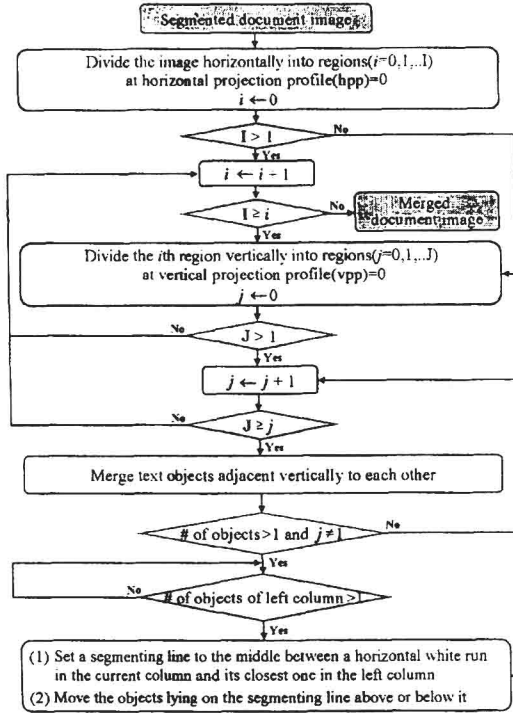 Segmented document image
Divide the image horizontally into regions(i=0,1,..I)
at horizontal projection profile(hpp)=0
i ← 0
I > 1
No
Yes
i ← i + 1
I ≥ i
No
Merged
document image
Yes
Divide the ith region vertically into regions(j=0,1,..J)
at vertical projection profile(vpp)=0
j ← 0
No
J > 1
Yes
j ← j + 1
No
J ≥ j
Yes
Merge text objects adjacent vertically to each other
# of objects>1 and j≠1
No
Yes
No
# of objects of left column >1
Yes
(1) Set a segmenting line to the middle between a horizontal white run
in the current column and its closest one in the left column
(2) Move the objects lying on the segmenting line above or below it